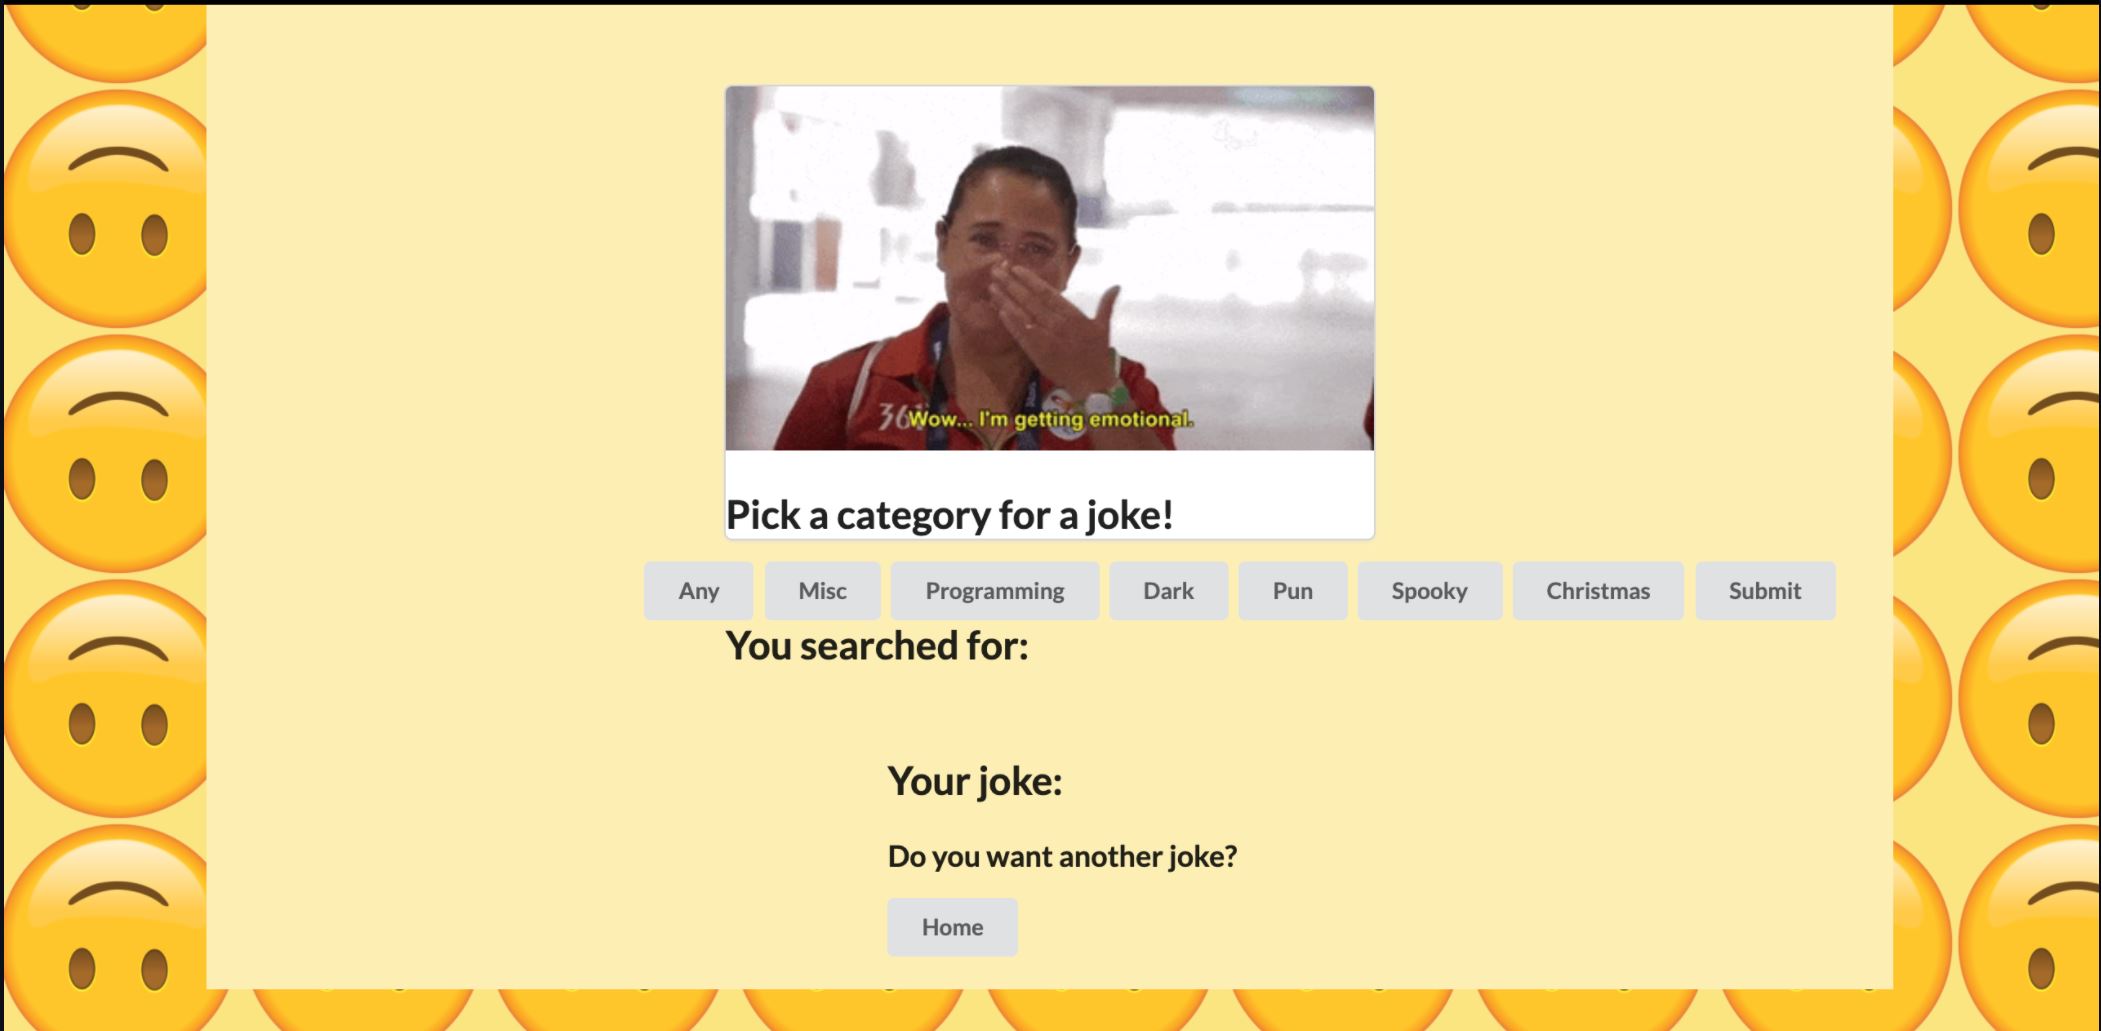 36
Wow... I'm getting emotional.
Pick a category for a joke!
Any Misc Programming Dark Pun Spooky Christmas Submit
You searched for:
Your joke:
Do you want another joke?
Home